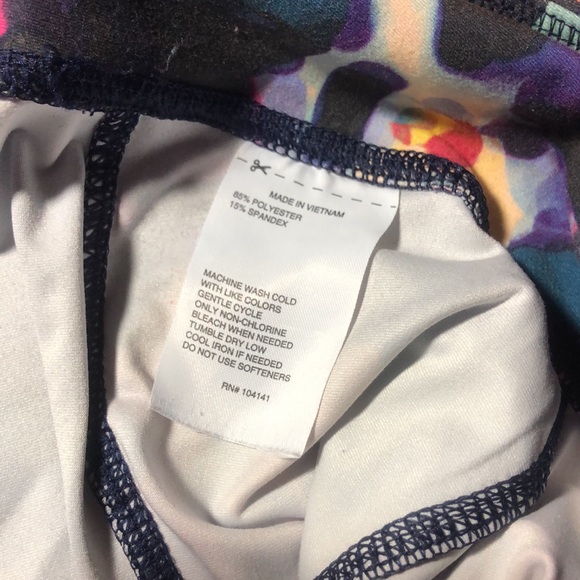 MADE IN VIETNAM
85% POLYESTER
15% SPANDEX
MACHINE WASH COLD
WITH LIKE COLORS
GENTLE CYCLE
ONLY NON-CHLORINE
BLEACH WHEN NEEDED
TUMBLE DRY LOW
COOL IRON IF NEEDED
DO NOT USE SOFTENERS
RN# 104141